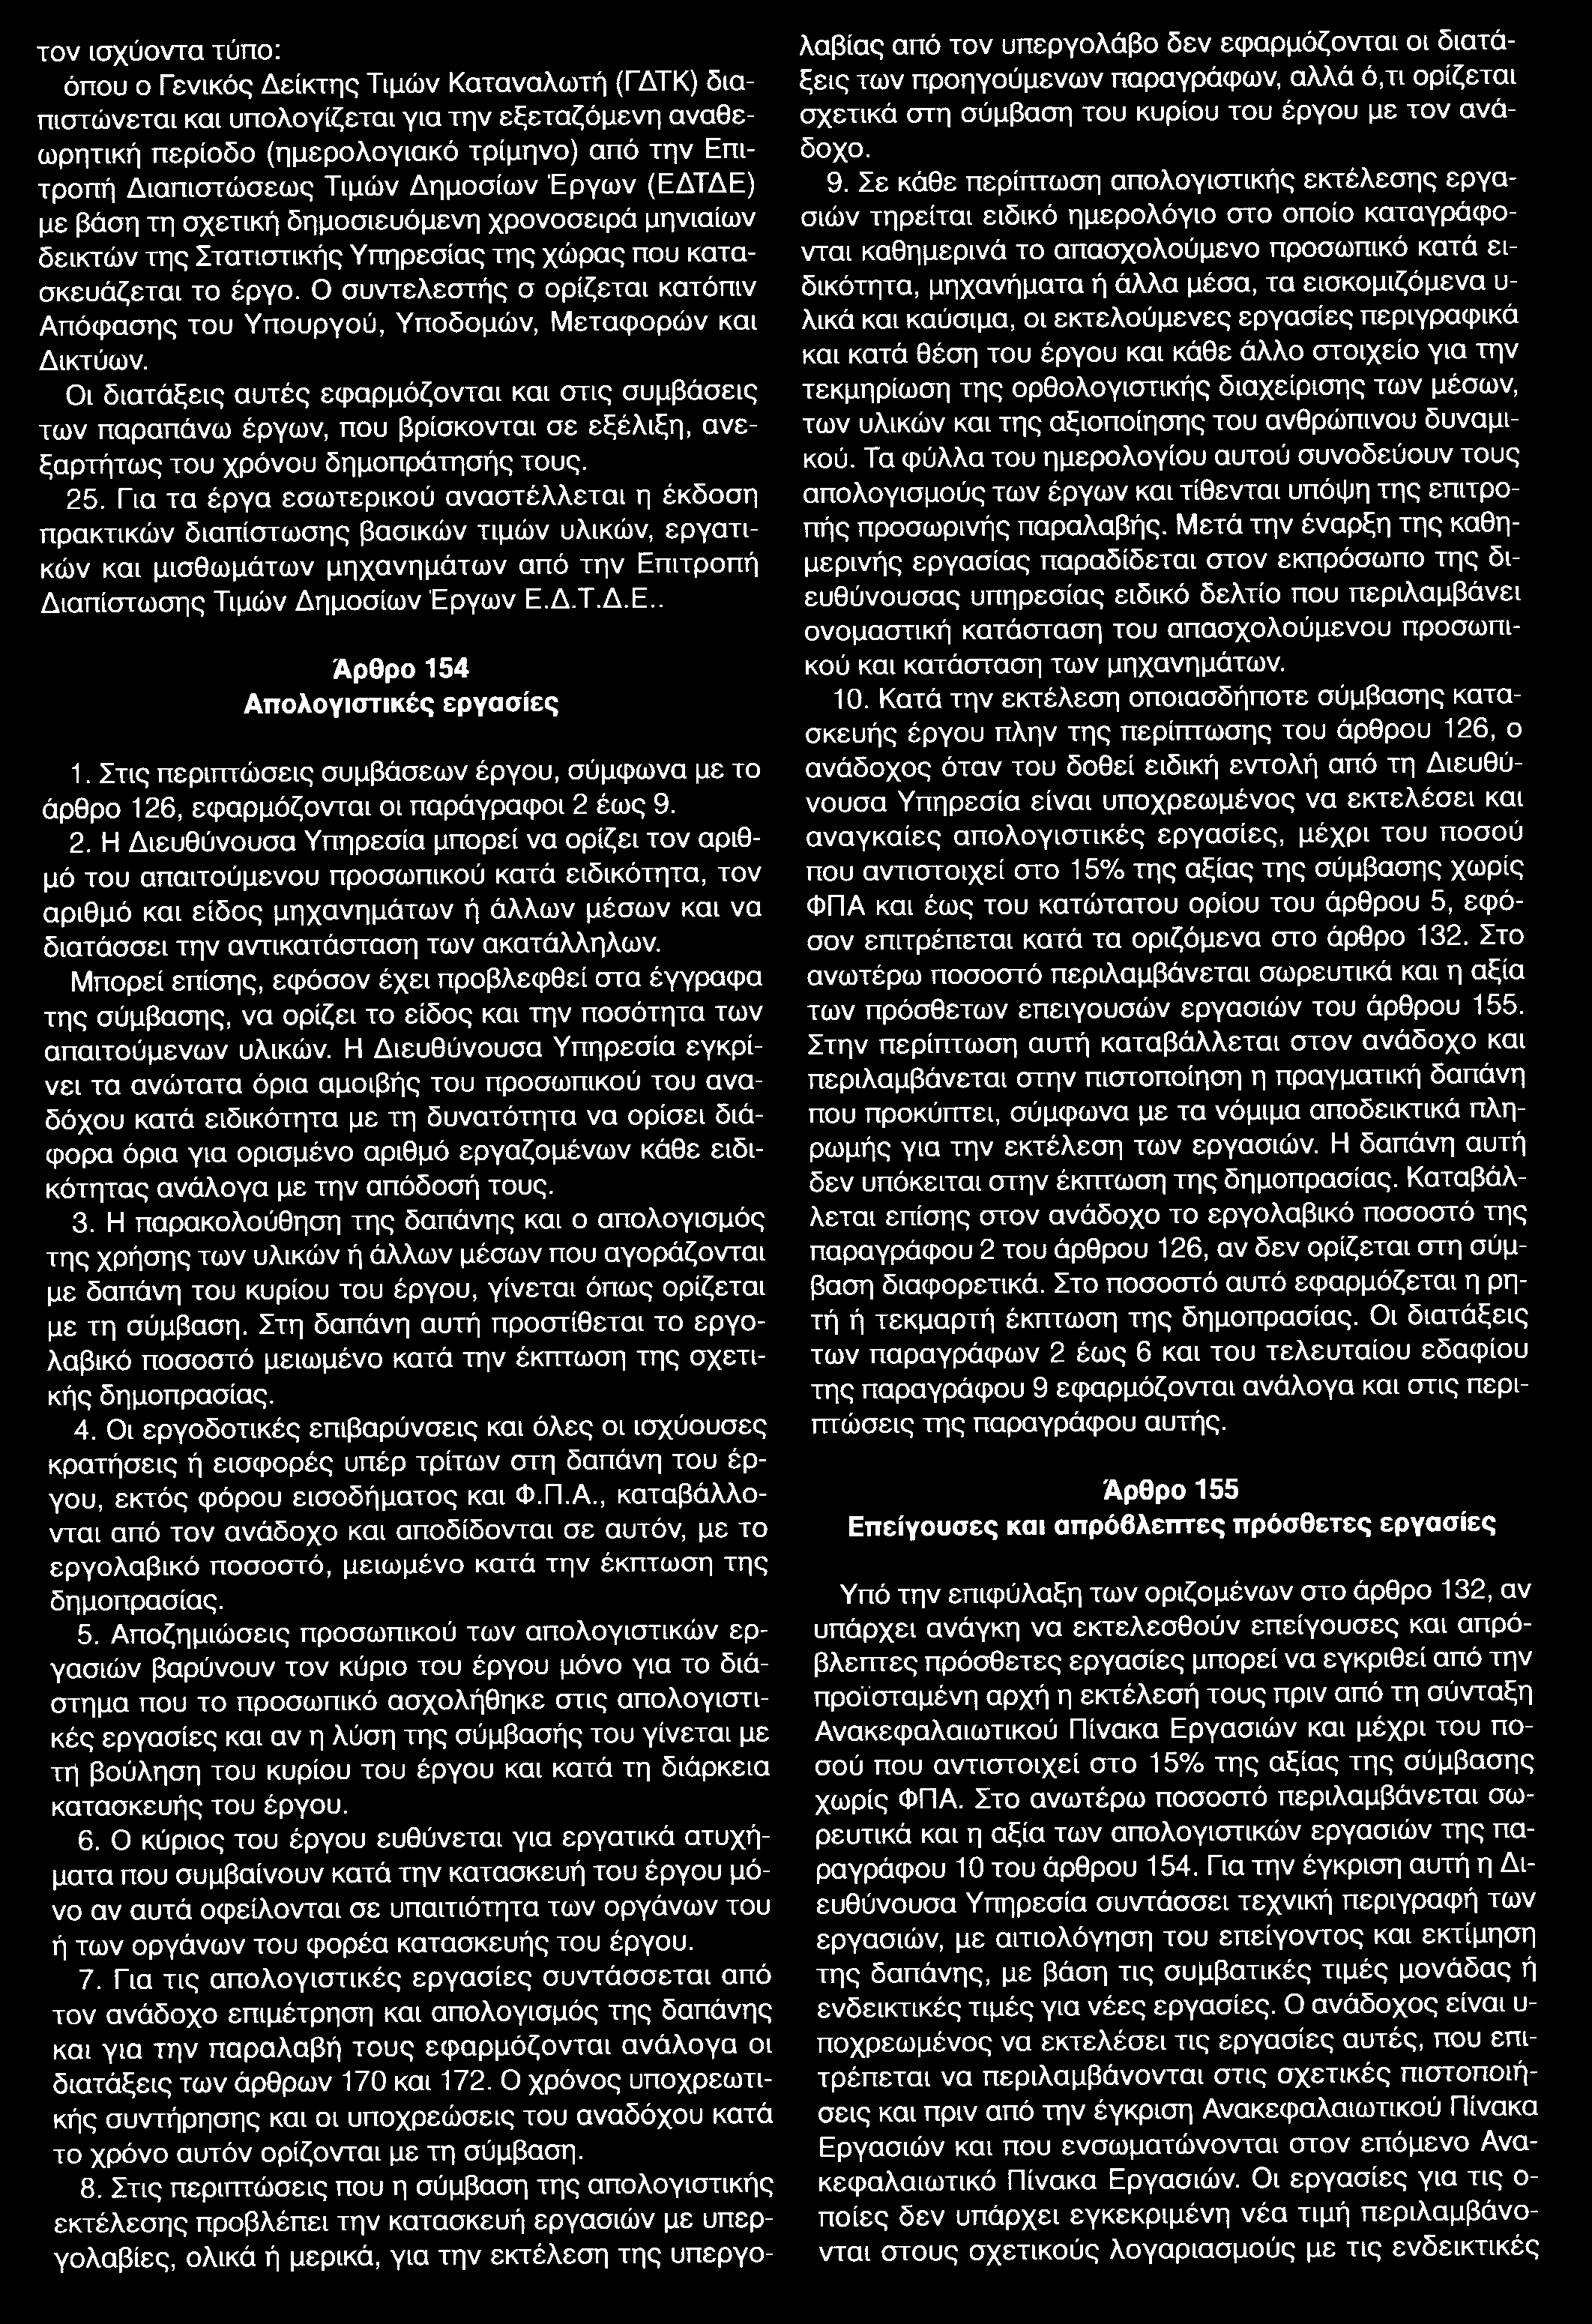 τον ισχύοντα τύπο:
όπου ο Γενικός Δείκτης Τιμών Καταναλωτή (ΓΔΤΚ) δια-
πιστώνεται και υπολογίζεται για την εξεταζόμενη αναθε-
ωρητική περίοδο (ημερολογιακό τρίμηνο) από την Επι-
τροπή Διαπιστώσεως Τιμών Δημοσίων Έργων (ΕΔΤΔΕ)
με βάση τη σχετική δημοσιευόμενη χρονοσειρά μηνιαίων
δεικτών της Στατιστικής Υπηρεσίας της χώρας που κατα-
σκευάζεται το έργο. Ο συντελεστής σ ορίζεται κατόπιν
Απόφασης του Υπουργού, Υποδομών, Μεταφορών και
Δικτύων.
Οι διατάξεις αυτές εφαρμόζονται και στις συμβάσεις
των παραπάνω έργων, που βρίσκονται σε εξέλιξη, ανε-
ξαρτήτως του χρόνου δημοπράτησής τους.
25. Για τα έργα εσωτερικού αναστέλλεται η έκδοση
πρακτικών διαπίστωσης βασικών τιμών υλικών, εργατι-
κών και μισθωμάτων μηχανημάτων από την Επιτροπή
Διαπίστωσης Τιμών Δημοσίων Έργων Ε.Δ.Τ.Δ.Ε..
Άρθρο 154
Απολογιστικές εργασίες
1. Στις περιπτώσεις συμβάσεων έργου, σύμφωνα με το
άρθρο 126, εφαρμόζονται οι παράγραφοι 2 έως 9.
2. Η Διευθύνουσα Υπηρεσία μπορεί να ορίζει τον αριθ-
μό του απαιτούμενου προσωπικού κατά ειδικότητα, τον
αριθμό και είδος μηχανημάτων ή άλλων μέσων και να
διατάσσει την αντικατάσταση των ακατάλληλων.
Μπορεί επίσης, εφόσον έχει προβλεφθεί στα έγγραφα
της σύμβασης, να ορίζει το είδος και την ποσότητα των
απαιτούμενων υλικών. Η Διευθύνουσα Υπηρεσία εγκρί-
νει τα ανώτατα όρια αμοιβής του προσωπικού του ανα-
δόχου κατά ειδικότητα με τη δυνατότητα να ορίσει διά-
φορα όρια για ορισμένο αριθμό εργαζομένων κάθε ειδι-
κότητας ανάλογα με την απόδοσή τους.
3. Η παρακολούθηση της δαπάνης και ο απολογισμός
της χρήσης των υλικών ή άλλων μέσων που αγοράζονται
με δαπάνη του κυρίου του έργου, γίνεται όπως ορίζεται
με τη σύμβαση. Στη δαπάνη αυτή προστίθεται το εργο-
λαβικό ποσοστό μειωμένο κατά την έκπτωση της σχετι-
κής δημοπρασίας.
4. Οι εργοδοτικές επιβαρύνσεις και όλες οι ισχύουσες
κρατήσεις ή εισφορές υπέρ τρίτων στη δαπάνη του έρ-
γου, εκτός φόρου εισοδήματος και Φ.Π.Α., καταβάλλο-
νται από τον ανάδοχο και αποδίδονται σε αυτόν, με το
εργολαβικό ποσοστό, μειωμένο κατά την έκπτωση της
δημοπρασίας.
5. Αποζημιώσεις προσωπικού των απολογιστικών ερ-
γασιών βαρύνουν τον κύριο του έργου μόνο για το διά-
στημα που το προσωπικό ασχολήθηκε στις απολογιστι-
κές εργασίες και αν η λύση της σύμβασής του γίνεται με
τη βούληση του κυρίου του έργου και κατά τη διάρκεια
κατασκευής του έργου.
6. Ο κύριος του έργου ευθύνεται για εργατικά ατυχή-
ματα που συμβαίνουν κατά την κατασκευή του έργου μό-
νο αν αυτά οφείλονται σε υπαιτιότητα των οργάνων του
ή των οργάνων του φορέα κατασκευής του έργου.
7. Για τις απολογιστικές εργασίες συντάσσεται από
τον ανάδοχο επιμέτρηση και απολογισμός της δαπάνης
και για την παραλαβή τους εφαρμόζονται ανάλογα οι
διατάξεις των άρθρων 170 και 172. Ο χρόνος υποχρεωτι-
κής συντήρησης και οι υποχρεώσεις του αναδόχου κατά
το χρόνο αυτόν ορίζονται με τη σύμβαση.
8. Στις περιπτώσεις που η σύμβαση της απολογιστικής
εκτέλεσης προβλέπει την κατασκευή εργασιών με υπερ-
γολαβίες, ολικά ή μερικά, για την εκτέλεση της υπεργο-
λαβίας από τον υπεργολάβο δεν εφαρμόζονται οι διατά-
ξεις των προηγούμενων παραγράφων, αλλά ό,τι ορίζεται
σχετικά στη σύμβαση του κυρίου του έργου με τον ανά-
δοχο.
9. Σε κάθε περίπτωση απολογιστικής εκτέλεσης εργα-
σιών τηρείται ειδικό ημερολόγιο στο οποίο καταγράφο-
νται καθημερινά το απασχολούμενο προσωπικό κατά ει-
δικότητα, μηχανήματα ή άλλα μέσα, τα εισκομιζόμενα υ-
λικά και καύσιμα, οι εκτελούμενες εργασίες περιγραφικά
και κατά θέση του έργου και κάθε άλλο στοιχείο για την
τεκμηρίωση της ορθολογιστικής διαχείρισης των μέσων,
των υλικών και της αξιοποίησης του ανθρώπινου δυναμι-
κού. Τα φύλλα του ημερολογίου αυτού συνοδεύουν τους
απολογισμούς των έργων και τίθενται υπόψη της επιτρο-
πής προσωρινής παραλαβής. Μετά την έναρξη της καθη-
μερινής εργασίας παραδίδεται στον εκπρόσωπο της δι-
ευθύνουσας υπηρεσίας ειδικό δελτίο που περιλαμβάνει
ονομαστική κατάσταση του απασχολούμενου προσωπι-
κού και κατάσταση των μηχανημάτων.
10. Κατά την εκτέλεση οποιασδήποτε σύμβασης κατα-
σκευής έργου πλην της περίπτωσης του άρθρου 126, ο
ανάδοχος όταν του δοθεί ειδική εντολή από τη Διευθύ-
νουσα Υπηρεσία είναι υποχρεωμένος να εκτελέσει και
αναγκαίες απολογιστικές εργασίες, μέχρι του ποσού
που αντιστοιχεί στο 15% της αξίας της σύμβασης χωρίς
ΦΠΑ και έως του κατώτατου ορίου του άρθρου 5, εφό-
σον επιτρέπεται κατά τα οριζόμενα στο άρθρο 132. Στο
ανωτέρω ποσοστό περιλαμβάνεται σωρευτικά και η αξία
των πρόσθετων επειγουσών εργασιών του άρθρου 155.
Στην περίπτωση αυτή καταβάλλεται στον ανάδοχο και
περιλαμβάνεται στην πιστοποίηση η πραγματική δαπάνη
που προκύπτει, σύμφωνα με τα νόμιμα αποδεικτικά πλη-
ρωμής για την εκτέλεση των εργασιών. Η δαπάνη αυτή
δεν υπόκειται στην έκπτωση της δημοπρασίας. Καταβάλ-
λεται επίσης στον ανάδοχο το εργολαβικό ποσοστό της
παραγράφου 2 του άρθρου 126, αν δεν ορίζεται στη σύμ-
βαση διαφορετικά. Στο ποσοστό αυτό εφαρμόζεται η ρη-
τή ή τεκμαρτή έκπτωση της δημοπρασίας. Οι διατάξεις
των παραγράφων 2 έως 6 και του τελευταίου εδαφίου
της παραγράφου 9 εφαρμόζονται ανάλογα και στις περι-
πτώσεις της παραγράφου αυτής.
Άρθρο 155
Επείγουσες και απρόβλεπτες πρόσθετες εργασίες
Υπό την επιφύλαξη των οριζομένων στο άρθρο 132, αν
υπάρχει ανάγκη να εκτελεσθούν επείγουσες και απρό-
βλεπτες πρόσθετες εργασίες μπορεί να εγκριθεί από την
προϊσταμένη αρχή η εκτέλεσή τους πριν από τη σύνταξη
Ανακεφαλαιωτικού Πίνακα Εργασιών και μέχρι του πο-
σού που αντιστοιχεί στο 15% της αξίας της σύμβασης
χωρίς ΦΠΑ. Στο ανωτέρω ποσοστό περιλαμβάνεται σω-
ρευτικά και η αξία των απολογιστικών εργασιών της πα-
ραγράφου 10 του άρθρου 154. Για την έγκριση αυτή η Δι-
ευθύνουσα Υπηρεσία συντάσσει τεχνική περιγραφή των
εργασιών, με αιτιολόγηση του επείγοντος και εκτίμηση
της δαπάνης, με βάση τις συμβατικές τιμές μονάδας ή
ενδεικτικές τιμές για νέες εργασίες. Ο ανάδοχος είναι υ-
ποχρεωμένος να εκτελέσει τις εργασίες αυτές, που επι-
τρέπεται να περιλαμβάνονται στις σχετικές πιστοποιή-
σεις και πριν από την έγκριση Ανακεφαλαιωτικού Πίνακα
Εργασιών και που ενσωματώνονται στον επόμενο Ανα-
κεφαλαιωτικό Πίνακα Εργασιών. Οι εργασίες για τις ο-
ποίες δεν υπάρχει εγκεκριμένη νέα τιμή περιλαμβάνο-
νται στους σχετικούς λογαριασμούς με τις ενδεικτικές